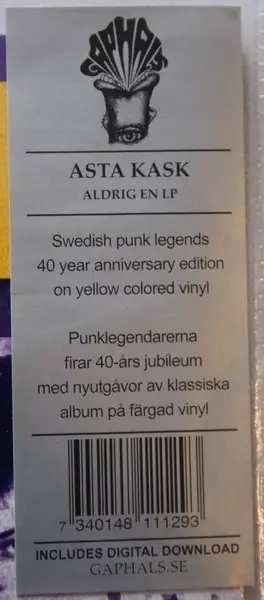 GAPHALS
ASTA KASK
ALDRIG EN LP
Swedish punk legends
40 year anniversary edition
on yellow colored vinyl
Punklegendarerna
firar 40-års jubileum
med nyutgåvor av klassiska
album på färgad vinyl
7 340148 111293
INCLUDES DIGITAL DOWNLOAD
GAPHALS.SE